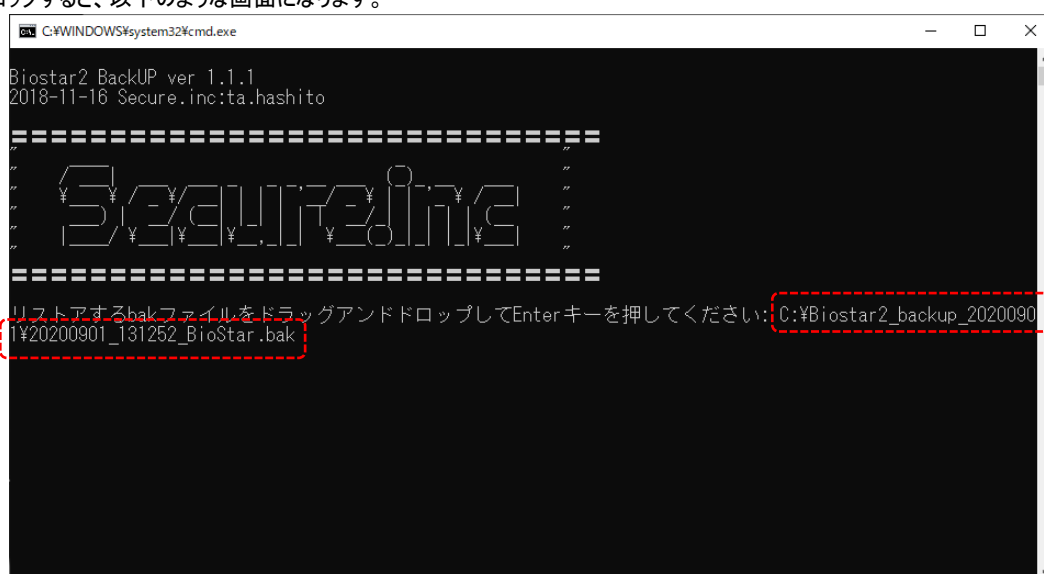 ロップすると、以下のような画面になります。
C:¥WINDOWS¥system32¥cmd.exe
Biostar2 BackUP ver 1.1.1
2018-11-16 Secure.inc:ta.hashito
==============================
Secure.inc
==============================
リストアするbakファイルをドラッグアンドドロップしてEnterキーを押してください: C:¥Biostar2_backup_2020090
1¥20200901_131252_BioStar.bak